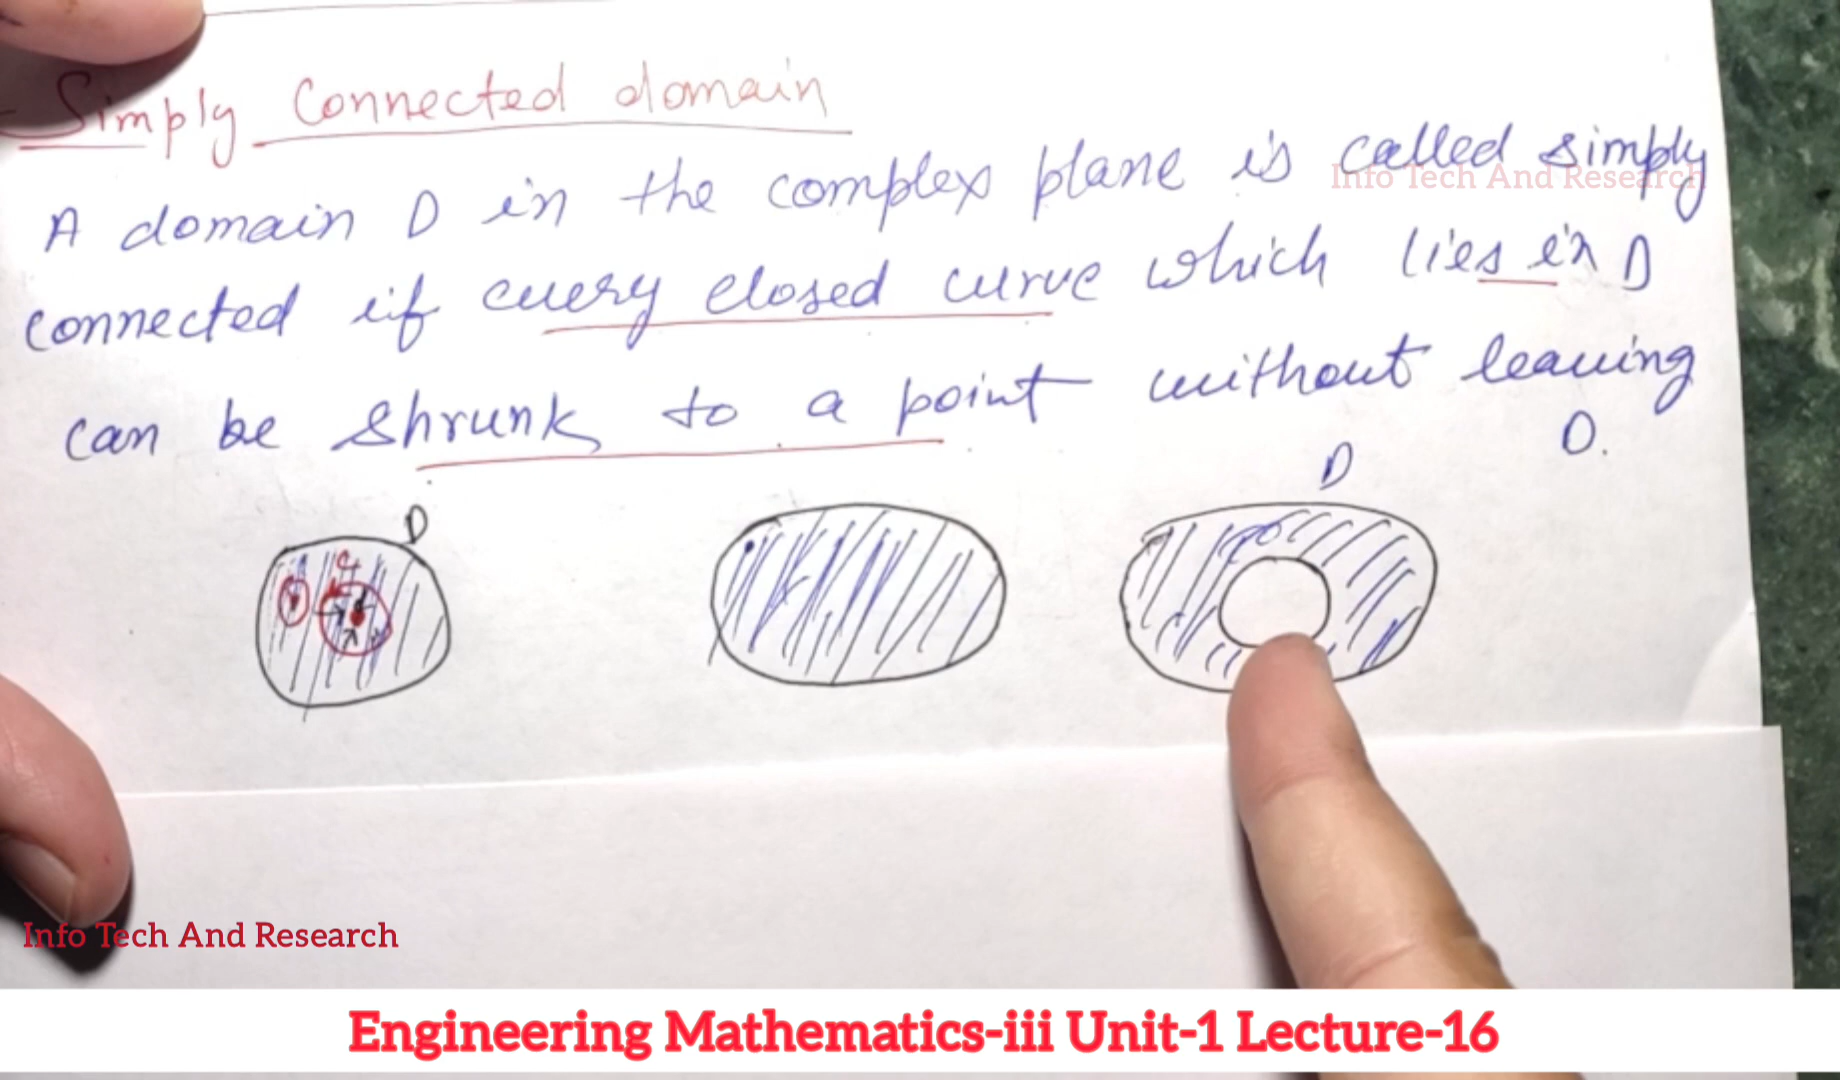 Simply Connected domain
A domain D in the complex plane is called simply
Info Tech And Research
connected if every closed curve which lies in D
can be shrunk to a point without leaving
D.
D
D
C
Info Tech And Research
Engineering Mathematics-iii Unit-1 Lecture-16